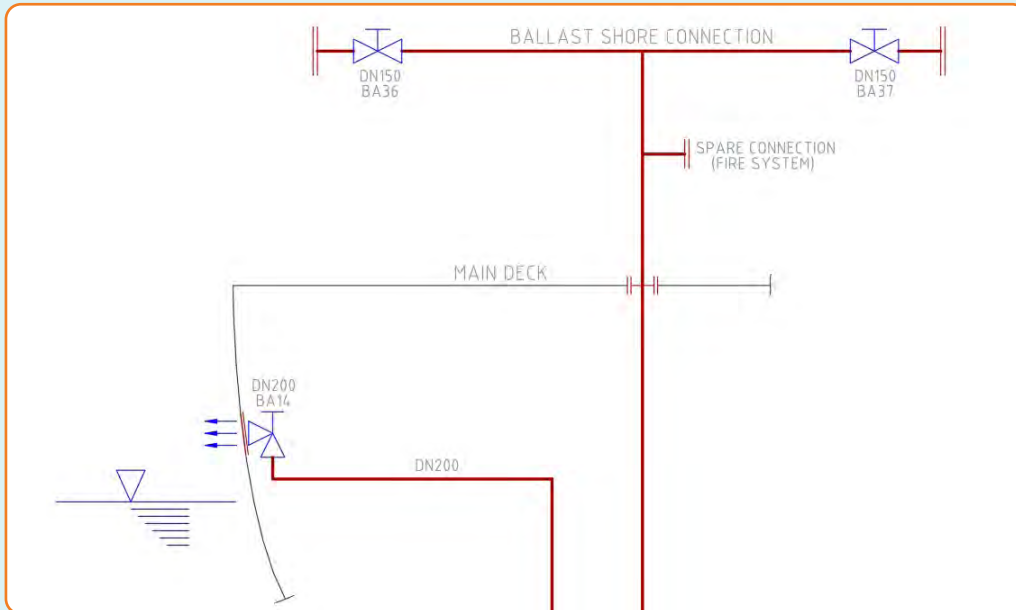 BALLAST SHORE CONNECTION
DN150
BA36
DN150
BA37
SPARE CONNECTION
(FIRE SYSTEM)
MAIN DECK
DN200
BA14
DN200